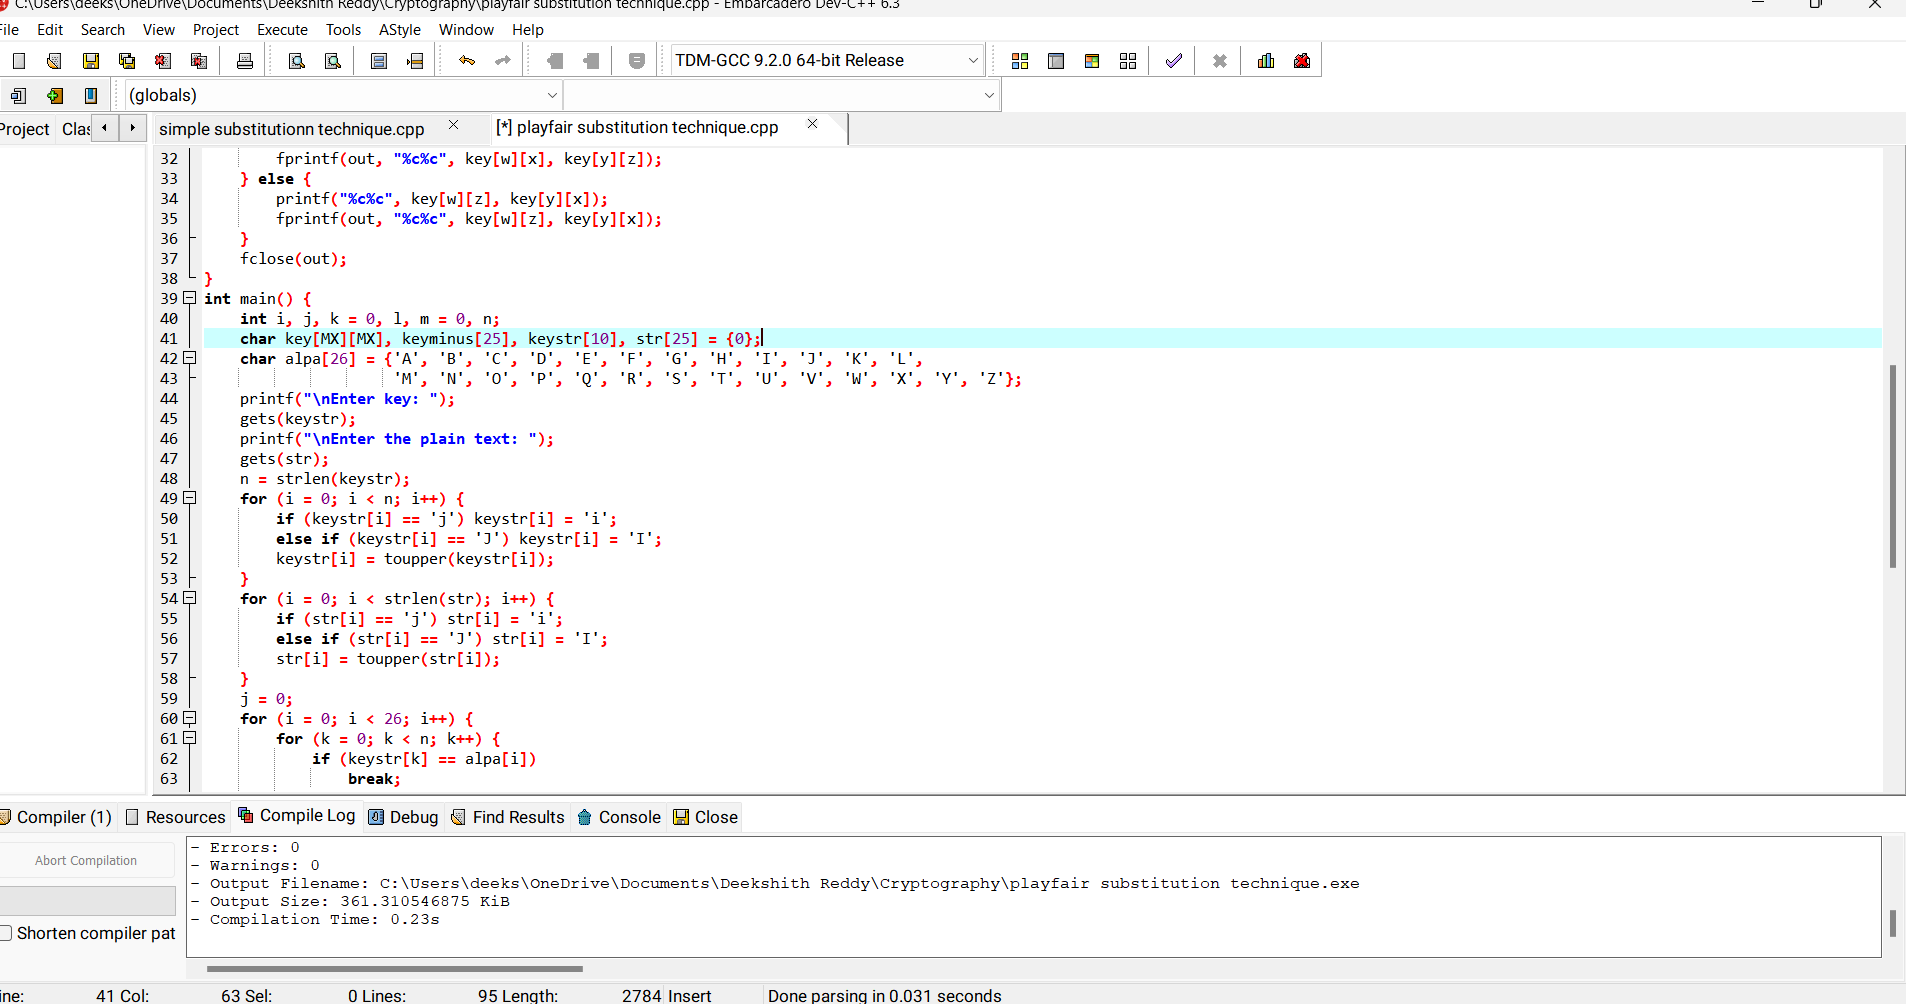 C:\Users\deeks\OneDrive\Documents\Deekshith Reddy\Cryptography\playfair substitution technique.cpp - Embarcadero Dev-C++ 6.3
ile Edit Search View Project Execute Tools AStyle Window Help
TDM-GCC 9.2.0 64-bit Release
(globals)
Project Clas simple substitutionn technique.cpp [*] playfair substitution technique.cpp
32 fprintf(out, "%c%c", key[w][x], key[y][z]);
33 } else {
34 printf("%c%c", key[w][z], key[y][x]);
35 fprintf(out, "%c%c", key[w][z], key[y][x]);
36 }
37 fclose(out);
38 }
39 int main() {
40 int i, j, k = 0, l, m = 0, n;
41 char key[MX][MX], keyminus[25], keystr[10], str[25] = {0};
42 char alpa[26] = {'A', 'B', 'C', 'D', 'E', 'F', 'G', 'H', 'I', 'J', 'K', 'L',
43 'M', 'N', 'O', 'P', 'Q', 'R', 'S', 'T', 'U', 'V', 'W', 'X', 'Y', 'Z'};
44 printf("\nEnter key: ");
45 gets(keystr);
46 printf("\nEnter the plain text: ");
47 gets(str);
48 n = strlen(keystr);
49 for (i = 0; i < n; i++) {
50 if (keystr[i] == 'j') keystr[i] = 'i';
51 else if (keystr[i] == 'J') keystr[i] = 'I';
52 keystr[i] = toupper(keystr[i]);
53 }
54 for (i = 0; i < strlen(str); i++) {
55 if (str[i] == 'j') str[i] = 'i';
56 else if (str[i] == 'J') str[i] = 'I';
57 str[i] = toupper(str[i]);
58 }
59 j = 0;
60 for (i = 0; i < 26; i++) {
61 for (k = 0; k < n; k++) {
62 if (keystr[k] == alpa[i])
63 break;
Compiler (1) Resources Compile Log Debug Find Results Console Close
Abort Compilation
Shorten compiler pat
- Errors: 0
- Warnings: 0
- Output Filename: C:\Users\deeks\OneDrive\Documents\Deekshith Reddy\Cryptography\playfair substitution technique.exe
- Output Size: 361.310546875 KiB
- Compilation Time: 0.23s
ine: 41 Col: 63 Sel: 0 Lines: 95 Length: 2784 Insert Done parsing in 0.031 seconds